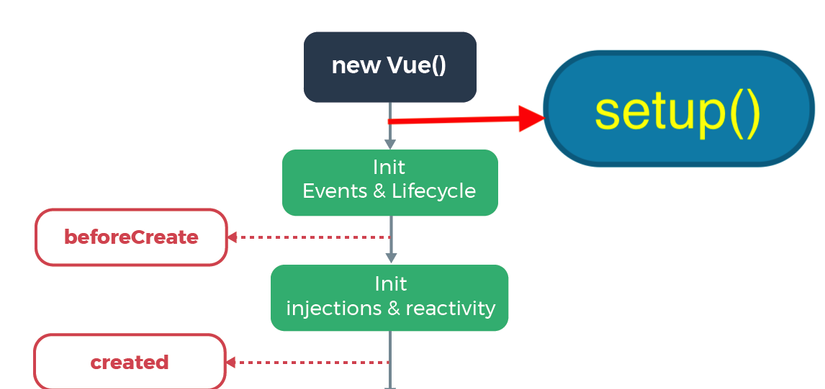 new Vue()
setup()
Init
Events & Lifecycle
beforeCreate
Init
injections & reactivity
created